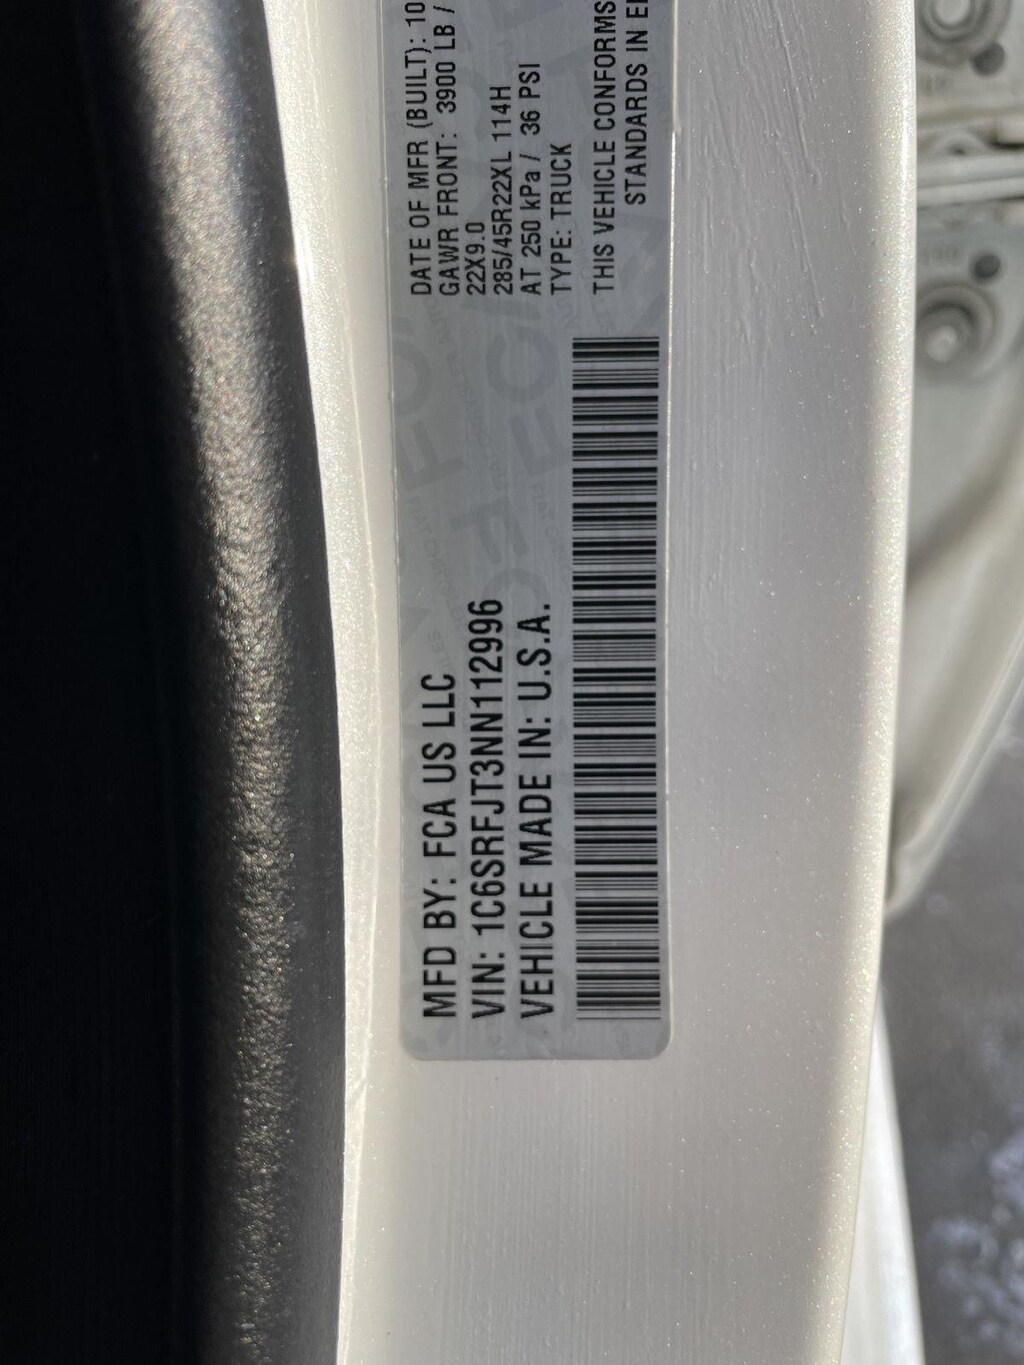 MFD BY: FCA US LLC
VIN: 1C6SRFJT3NN112996
VEHICLE MADE IN: U.S.A.
DATE OF MFR (BUILT): 10
GAWR FRONT: 3900 LB /
22X9.0
285/45R22XL 114H
AT 250 kPa / 36 PSI
TYPE: TRUCK
THIS VEHICLE CONFORMS
STANDARDS IN